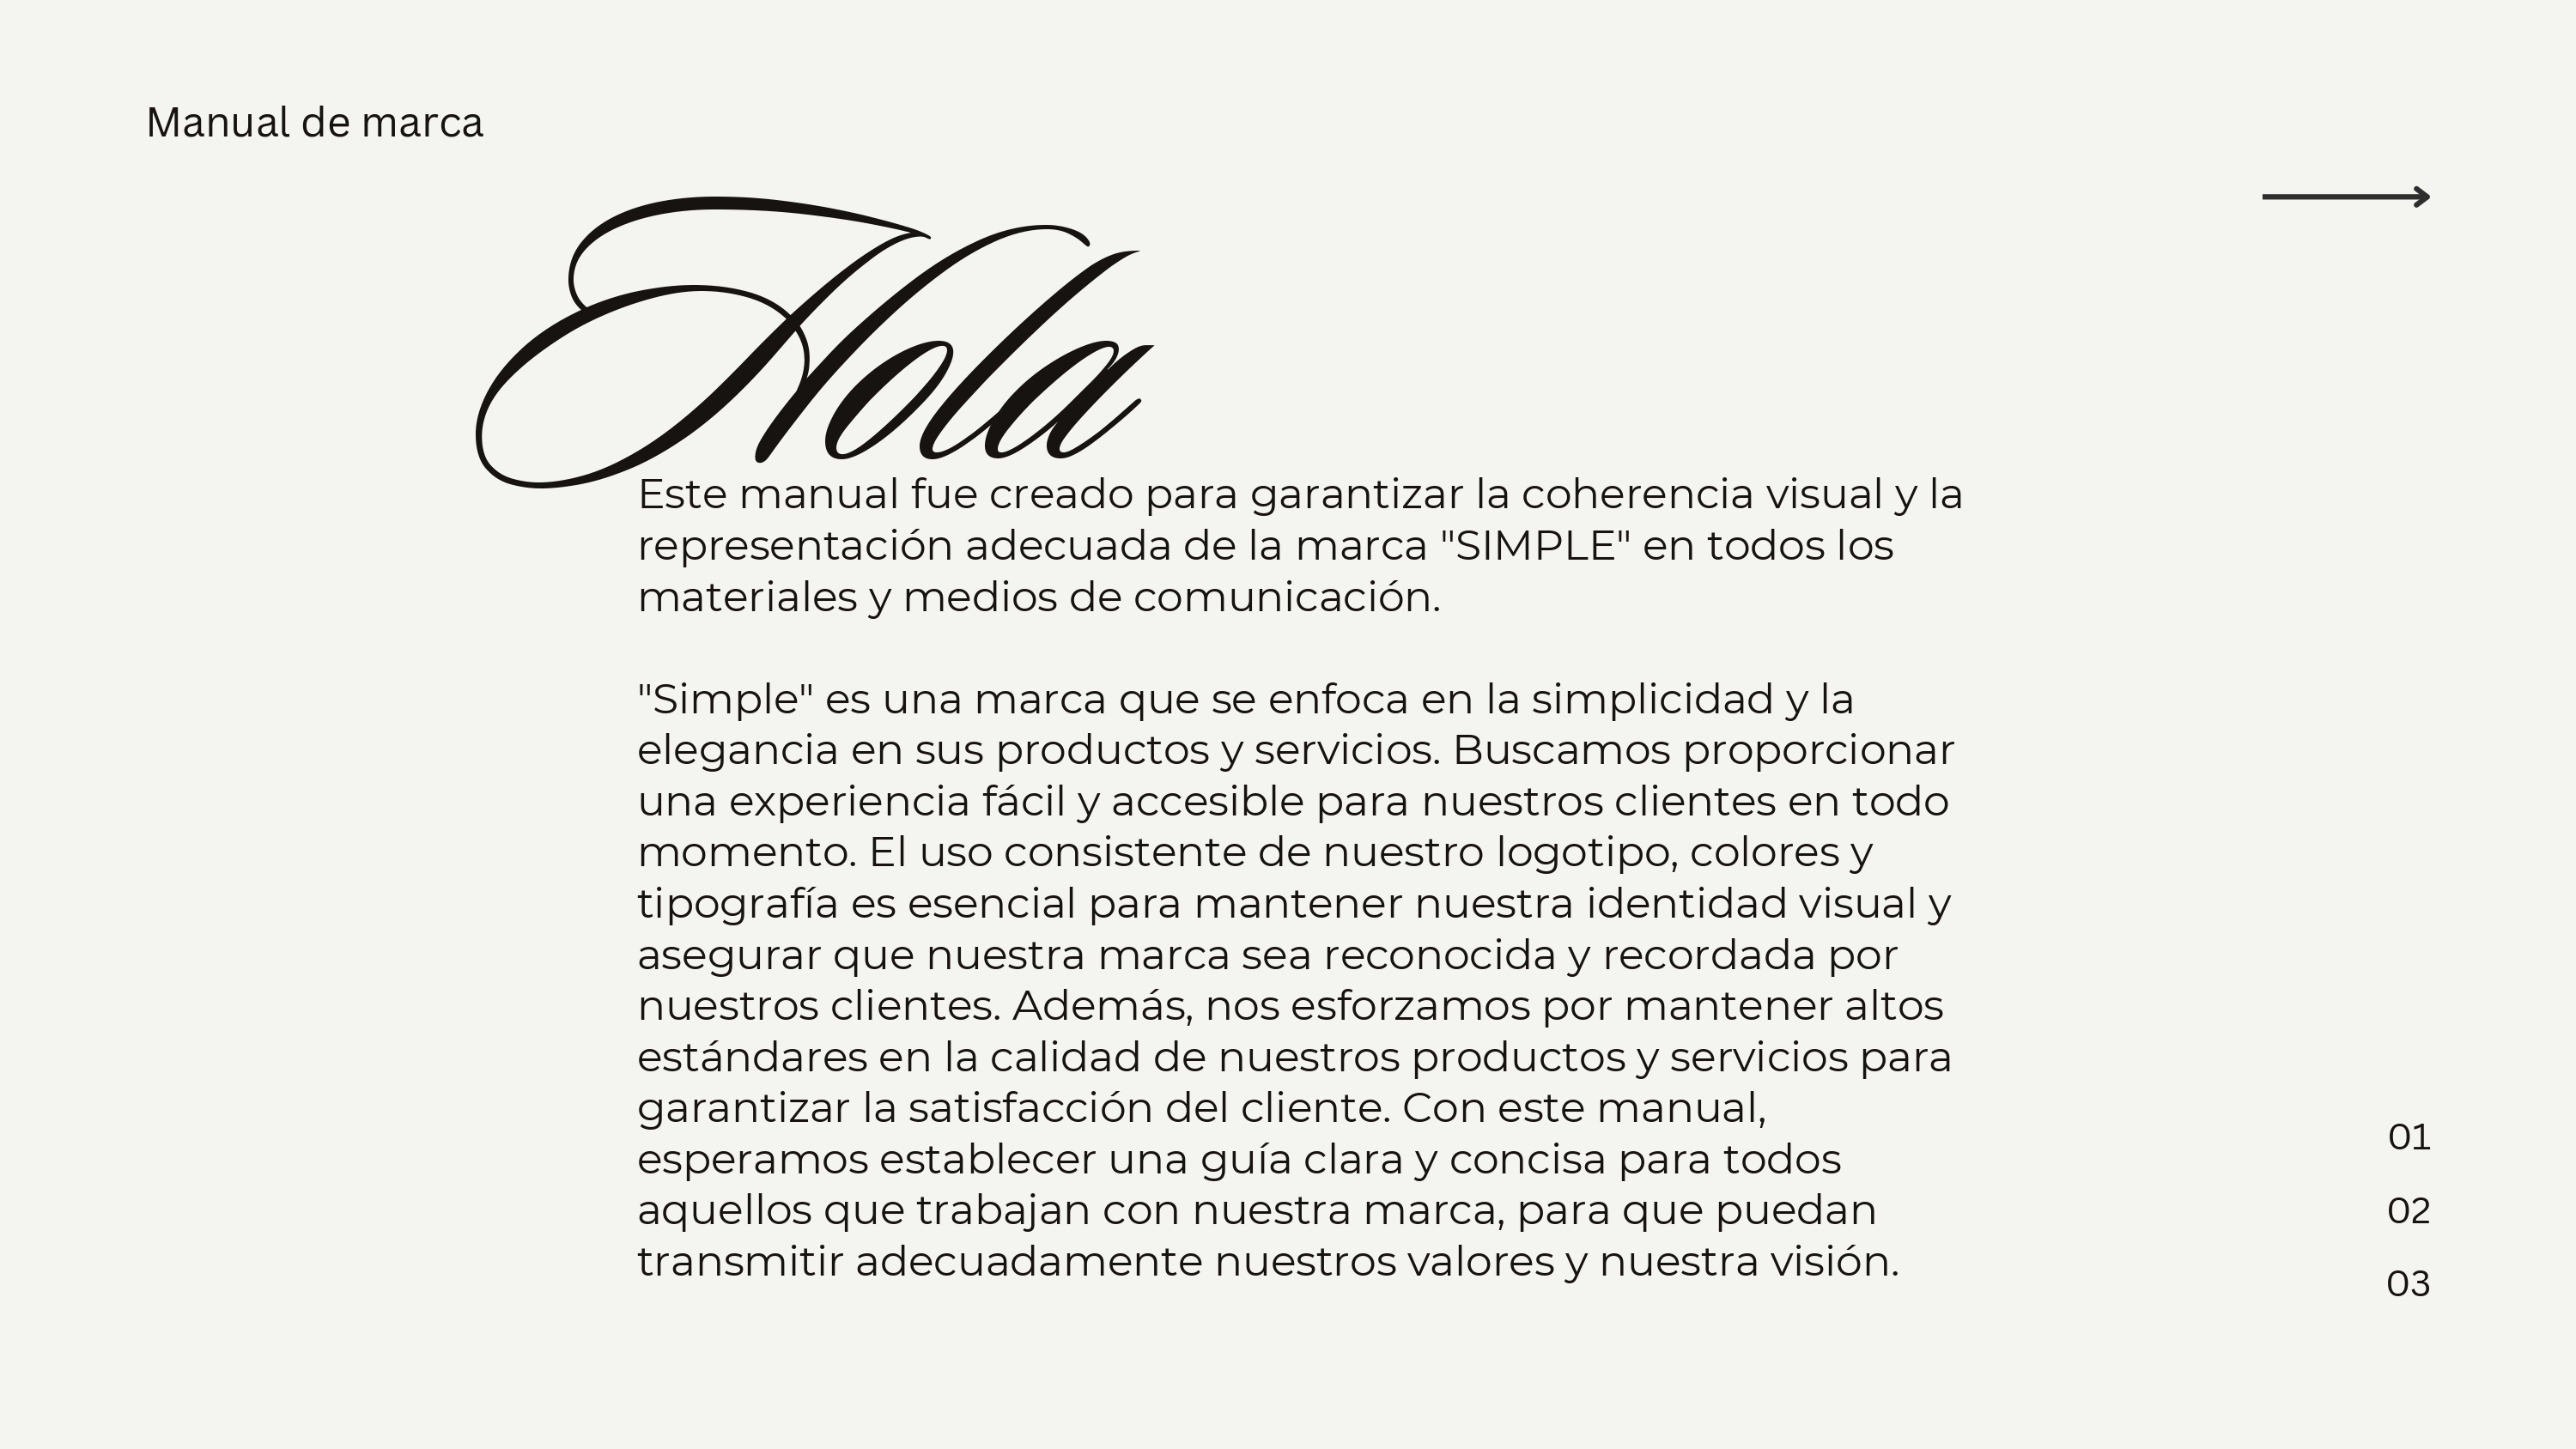 Manual de marca
Hola
Este manual fue creado para garantizar la coherencia visual y la
representación adecuada de la marca "SIMPLE" en todos los
materiales y medios de comunicación.
"Simple" es una marca que se enfoca en la simplicidad y la
elegancia en sus productos y servicios. Buscamos proporcionar
una experiencia fácil y accesible para nuestros clientes en todo
momento. El uso consistente de nuestro logotipo, colores y
tipografía es esencial para mantener nuestra identidad visual y
asegurar que nuestra marca sea reconocida y recordada por
nuestros clientes. Además, nos esforzamos por mantener altos
estándares en la calidad de nuestros productos y servicios para
garantizar la satisfacción del cliente. Con este manual,
esperamos establecer una guía clara y concisa para todos
aquellos que trabajan con nuestra marca, para que puedan
transmitir adecuadamente nuestros valores y nuestra visión.
01
02
03